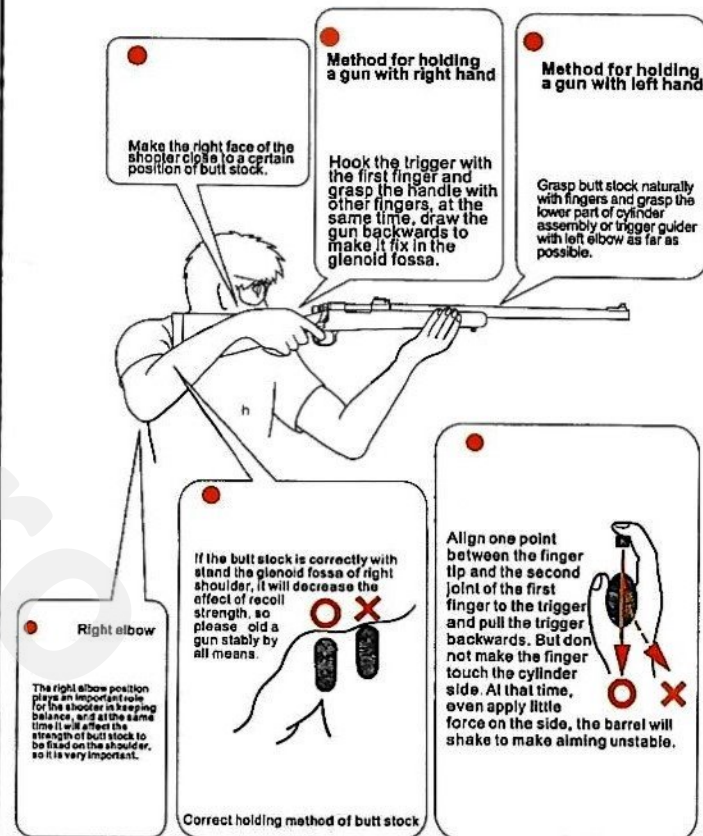 Make the right face of the
shooter close to a certain
position of butt stock.
Method for holding
a gun with right hand
Hook the trigger with
the first finger and
grasp the handle with
other fingers, at the
same time, draw the
gun backwards to
make it fix in the
glenoid fossa.
Method for holding
a gun with left hand
Grasp butt stock naturally
with fingers and grasp the
lower part of cylinder
assembly or trigger guider
with left elbow as far as
possible.
h
Right elbow
The right elbow position
plays an important role
for the shooter in keeping
balance, and at the same
time it will affect the
strength of butt stock to
be fixed on the shoulder,
so it is very important.
If the butt stock is correctly with
stand the glenoid fossa of right
shoulder, it will decrease the
effect of recoil
strength, so
please old a
gun stably by
all means.
Correct holding method of butt stock
Align one point
between the finger
tip and the second
joint of the first
finger to the trigger
and pull the trigger
backwards. But don
not make the finger
touch the cylinder
side. At that time,
even apply little
force on the side, the barrel will
shake to make aiming unstable.